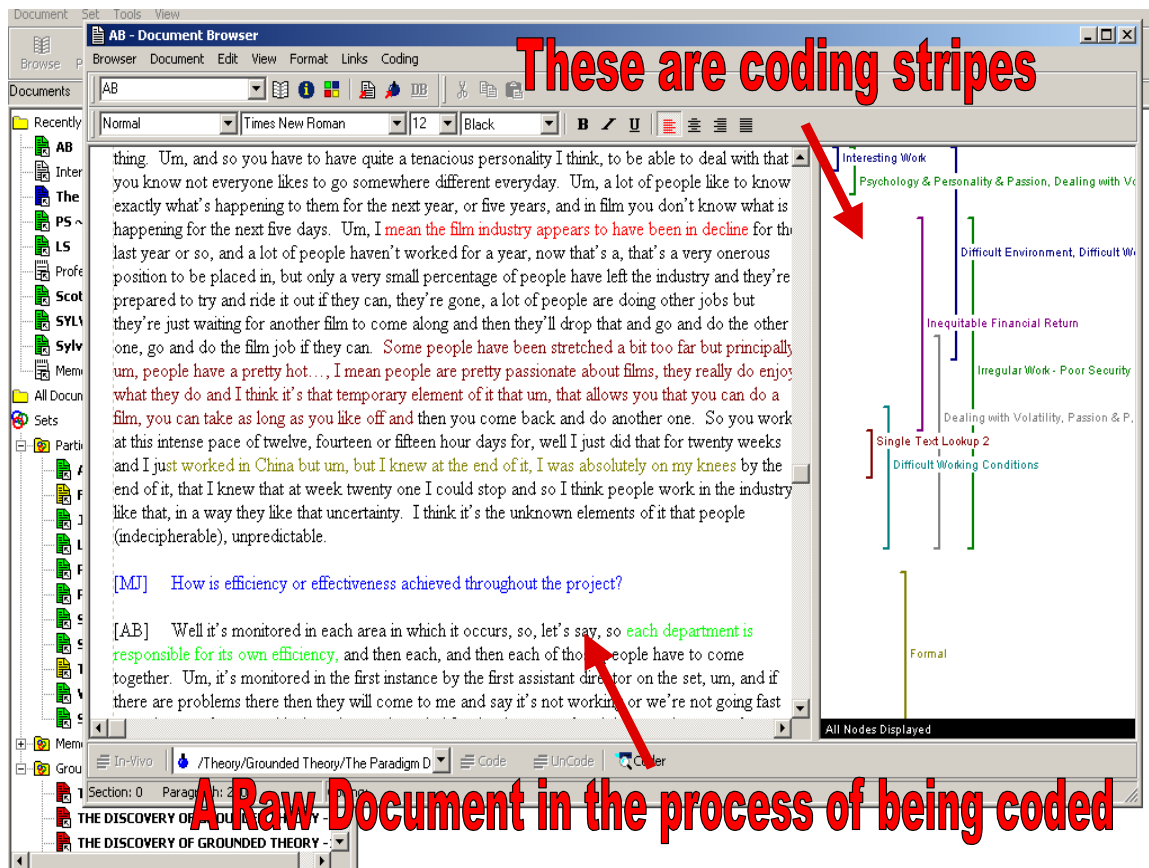 Document Set Tools View
AB - Document Browser
Browse
Browser Document Edit View Format Links Coding
These are coding stripes
Documents
AB
DB
Normal Times New Roman 12 Black B I U
Recently
AB
Inter
The
PS ~
LS
Profe
Scot
SYLV
Sylv
Mem
All Docun
Sets
Partic
Mem
Grou
THE DISCOVERY OF GROUNDED THEORY -
THE DISCOVERY OF GROUNDED THEORY -
thing. Um, and so you have to have quite a tenacious personality I think, to be able to deal with that
you know not everyone likes to go somewhere different everyday. Um, a lot of people like to know
exactly what's happening to them for the next year, or five years, and in film you don't know what is
happening for the next five days. Um, I mean the film industry appears to have been in decline for the
last year or so, and a lot of people haven't worked for a year, now that's a, that's a very onerous
position to be placed in, but only a very small percentage of people have left the industry and they're
prepared to try and ride it out if they can, they're gone, a lot of people are doing other jobs but
they're just waiting for another film to come along and then they'll drop that and go and do the other
one, go and do the film job if they can. Some people have been stretched a bit too far but principally
um, people have a pretty hot…, I mean people are pretty passionate about films, they really do enjoy
what they do and I think it's that temporary element of it that um, that allows you that you can do a
film, you can take as long as you like off and then you come back and do another one. So you work
at this intense pace of twelve, fourteen or fifteen hour days for, well I just did that for twenty weeks
and I just worked in China but um, but I knew at the end of it, I was absolutely on my knees by the
end of it, that I knew that at week twenty one I could stop and so I think people work in the industry
like that, in a way they like that uncertainty. I think it's the unknown elements of it that people
(indecipherable), unpredictable.
[MJ] How is efficiency or effectiveness achieved throughout the project?
[AB] Well it's monitored in each area in which it occurs, so, let's say, so each department is
responsible for its own efficiency, and then each, and then each of those people have to come
together. Um, it's monitored in the first instance by the first assistant director on the set, um, and if
there are problems there then they will come to me and say it's not working or we're not going fast
Interesting Work
Psychology & Personality & Passion, Dealing with Vo
Difficult Environment, Difficult Wo
Inequitable Financial Return
Irregular Work - Poor Security
Dealing with Volatility, Passion & P,
Single Text Lookup 2
Difficult Working Conditions
Formal
All Nodes Displayed
In-Vivo /Theory/Grounded Theory/The Paradigm D Code UnCode Coder
Section: 0
A Raw Document in the process of being coded